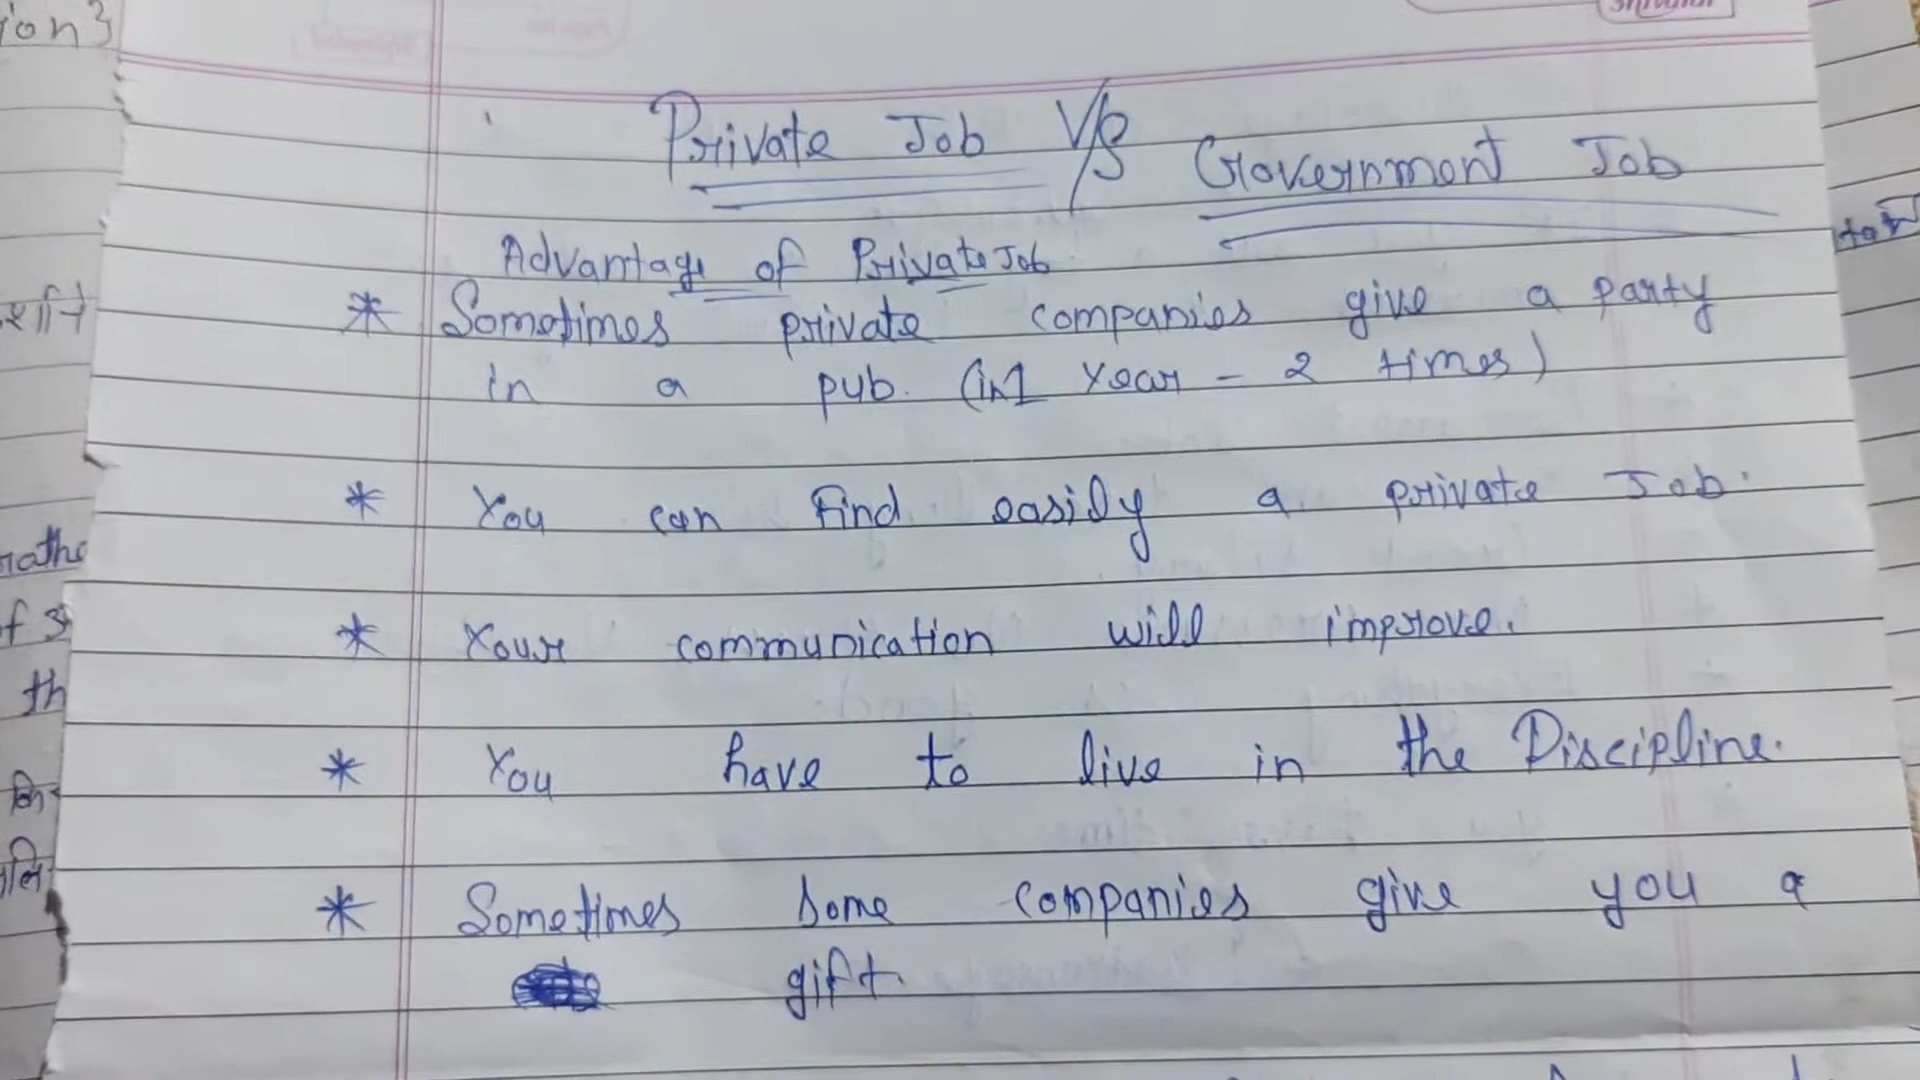 Private Job V/S Government Job
Advantage of Private Job
* Sometimes private companies give a party
in a pub. (in 1 year - 2 times)
* You can find easily a private Job.
* Your communication will improve.
* You have to live in the Discipline.
* Sometimes some companies give you a
gift.